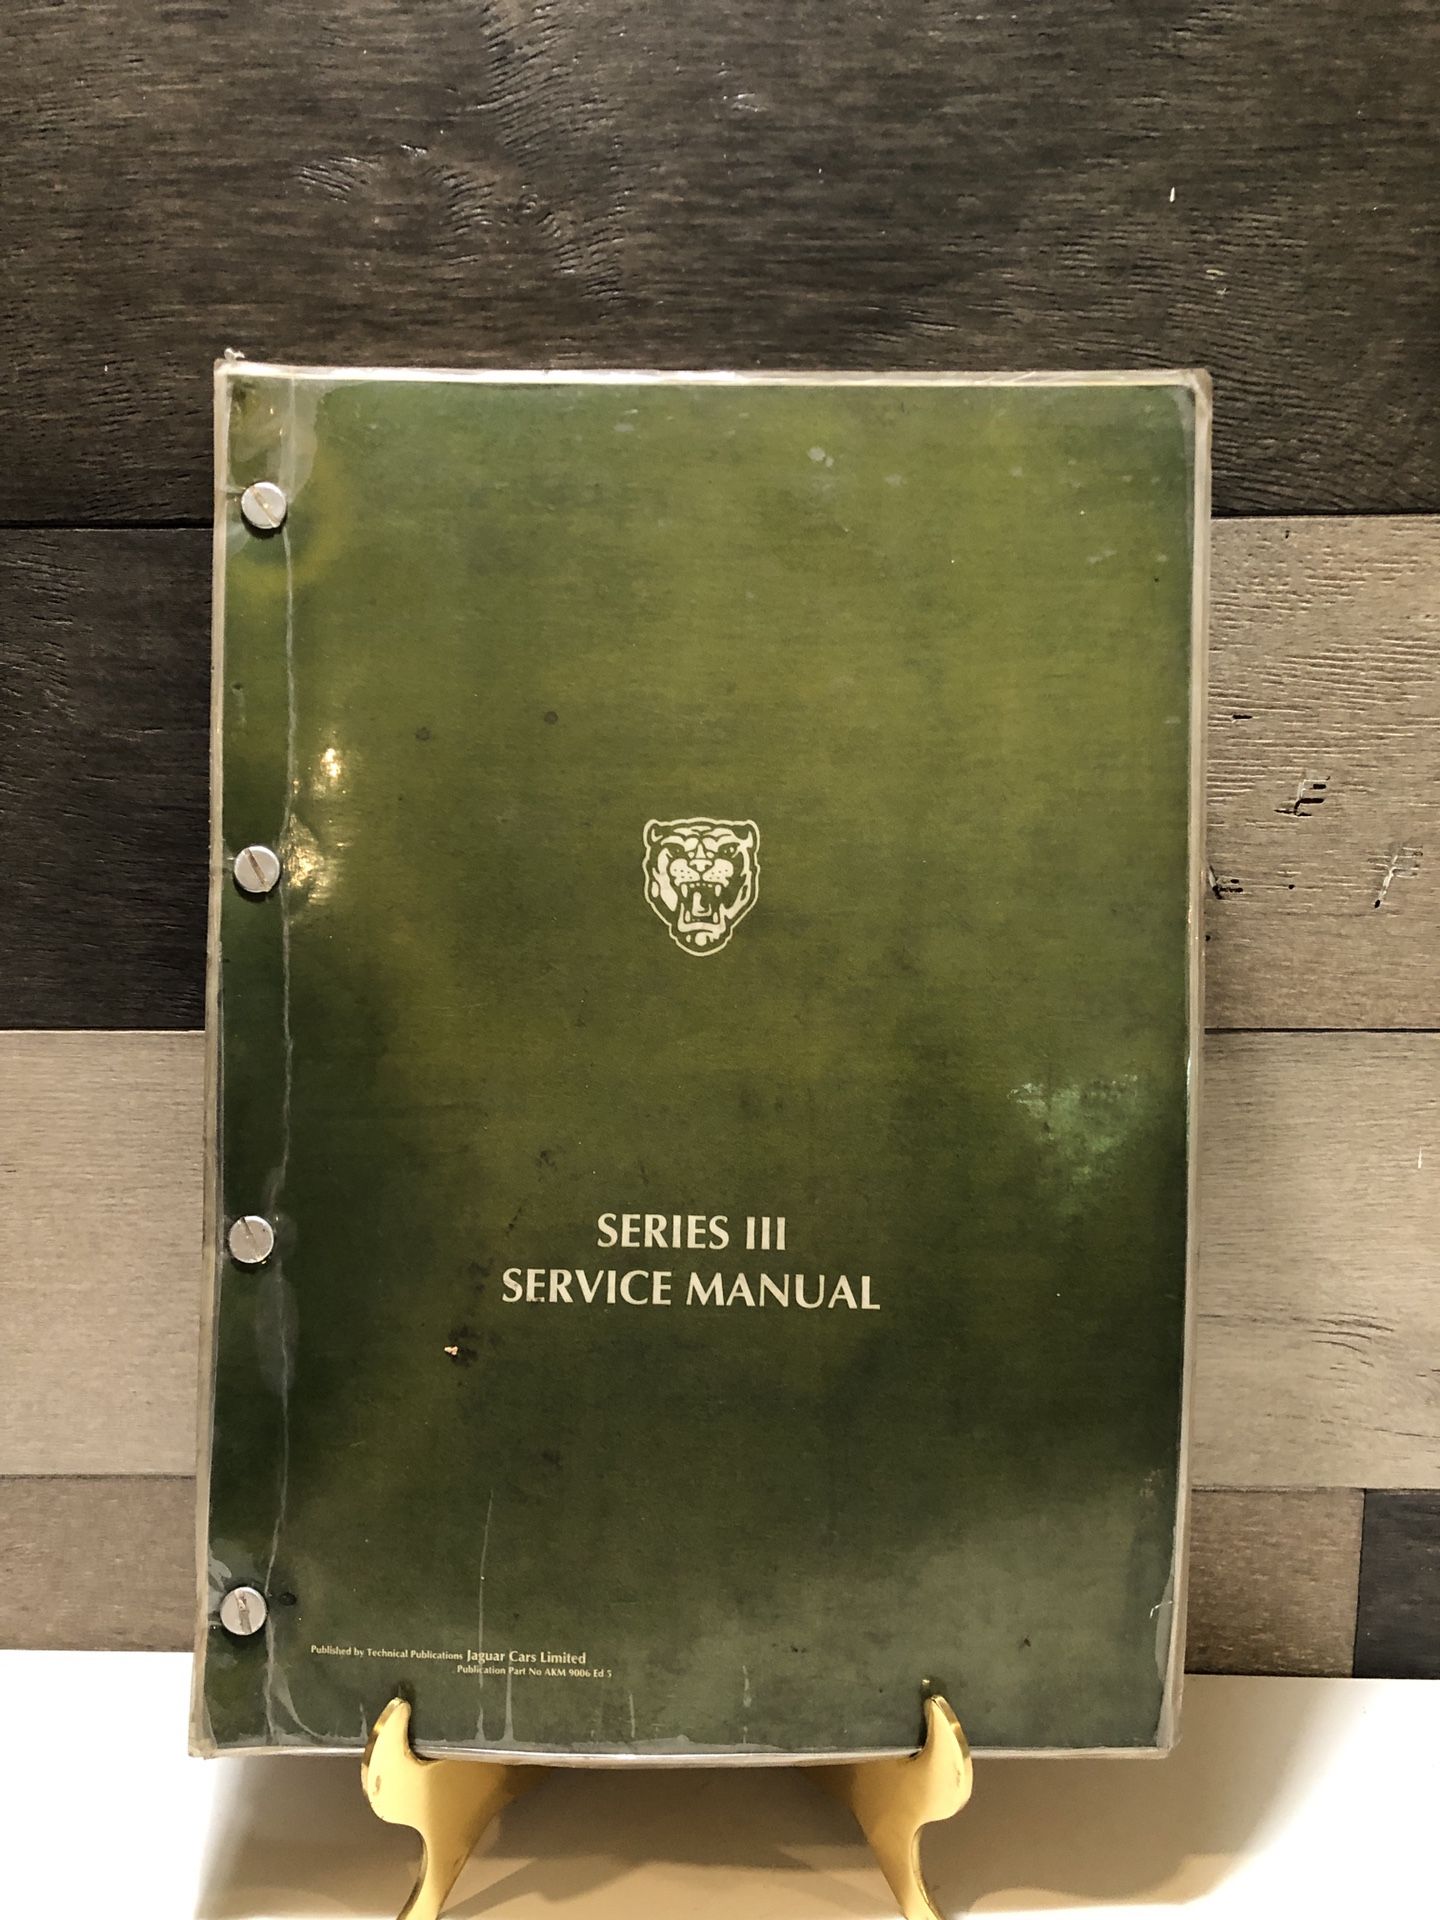 SERIES III
SERVICE MANUAL
Published by Technical Publications Jaguar Cars Limited
Publication Part No AKM 9006 Ed 5